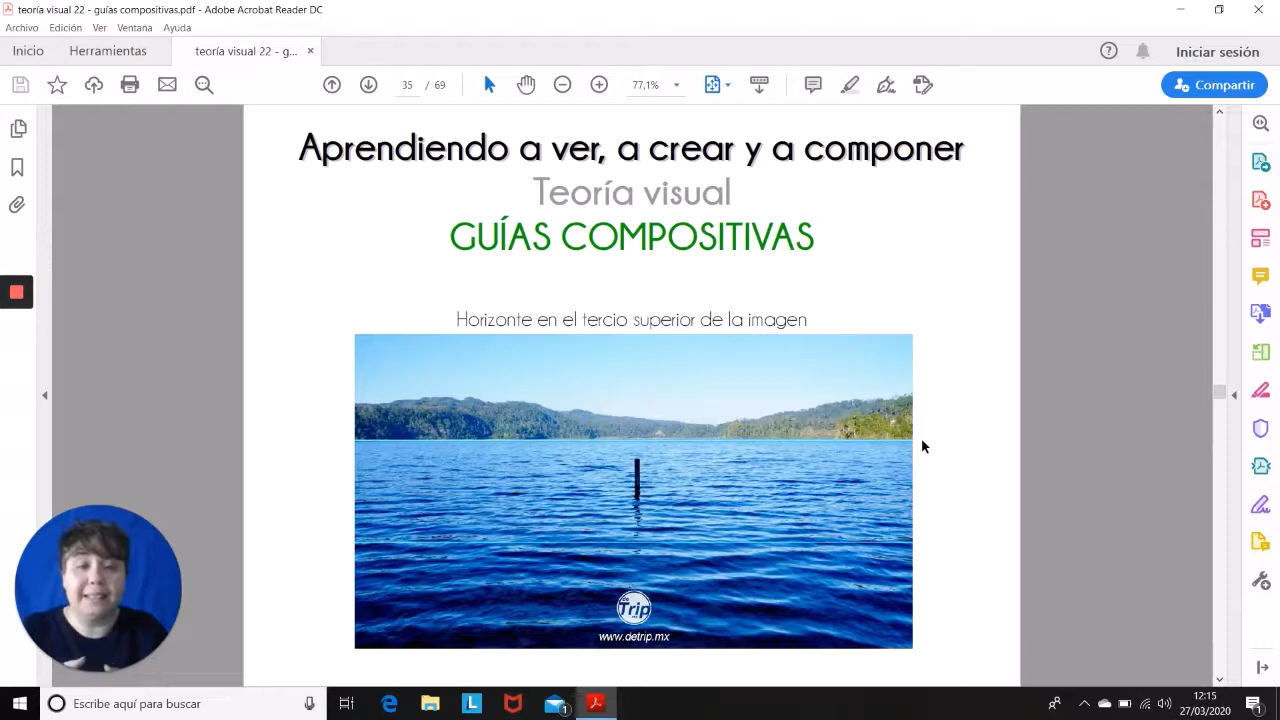 teoría visual 22 - guías compositivas.pdf - Adobe Acrobat Reader DC
Archivo Edición Ver Ventana Ayuda
Inicio Herramientas teoría visual 22 - g... × Iniciar sesión
35 / 69 77,1% Compartir
Aprendiendo a ver, a crear y a componer
Teoría visual
GUÍAS COMPOSITIVAS
Horizonte en el tercio superior de la imagen
Trip
www.detrip.mx
Escribe aquí para buscar
12:15
27/03/2020